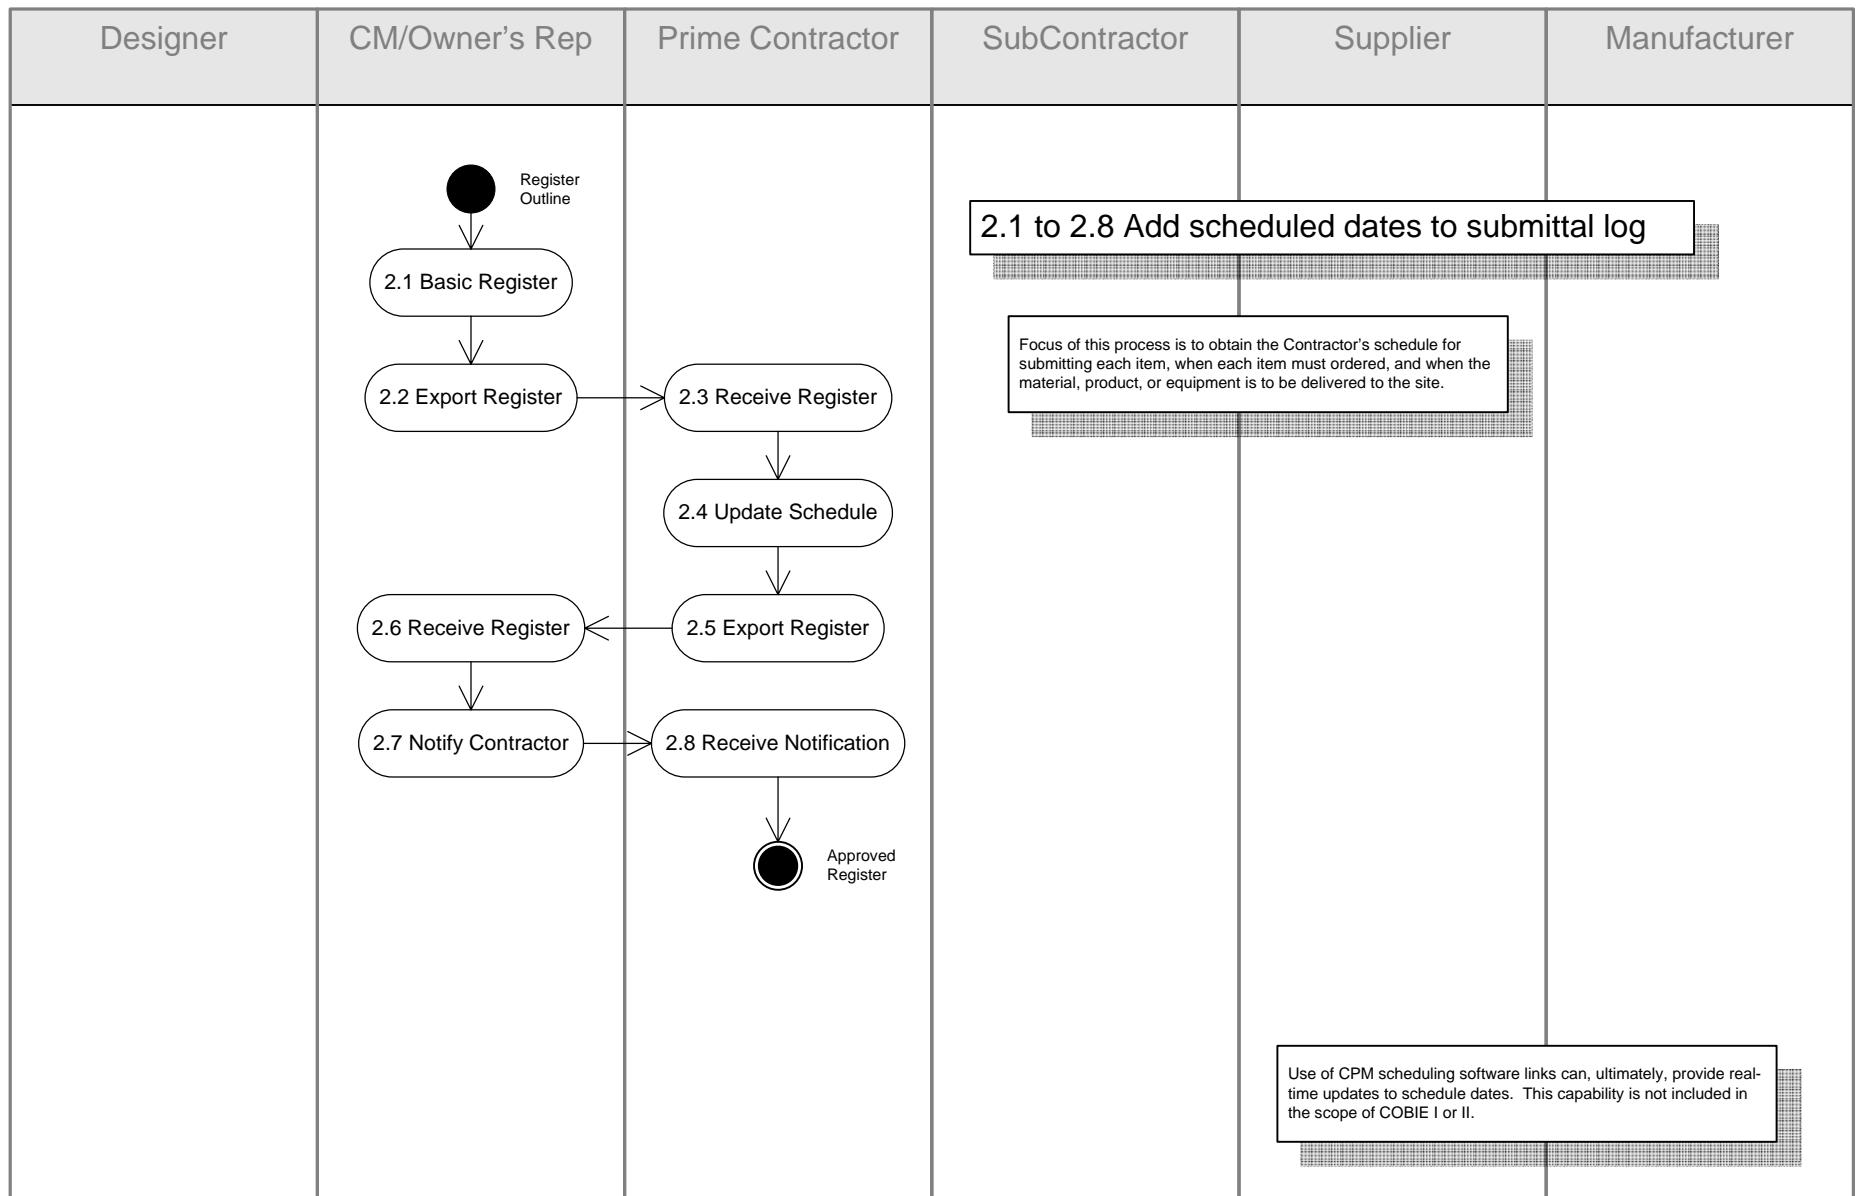 Designer
CM/Owner's Rep
Prime Contractor
SubContractor
Supplier
Manufacturer
Register
Outline
2.1 to 2.8 Add scheduled dates to submittal log
2.1 Basic Register
Focus of this process is to obtain the Contractor's schedule for
submitting each item, when each item must ordered, and when the
material, product, or equipment is to be delivered to the site.
2.2 Export Register
2.3 Receive Register
2.4 Update Schedule
2.6 Receive Register
2.5 Export Register
2.7 Notify Contractor
2.8 Receive Notification
Approved
Register
Use of CPM scheduling software links can, ultimately, provide real-
time updates to schedule dates.  This capability is not included in
the scope of COBIE I or II.